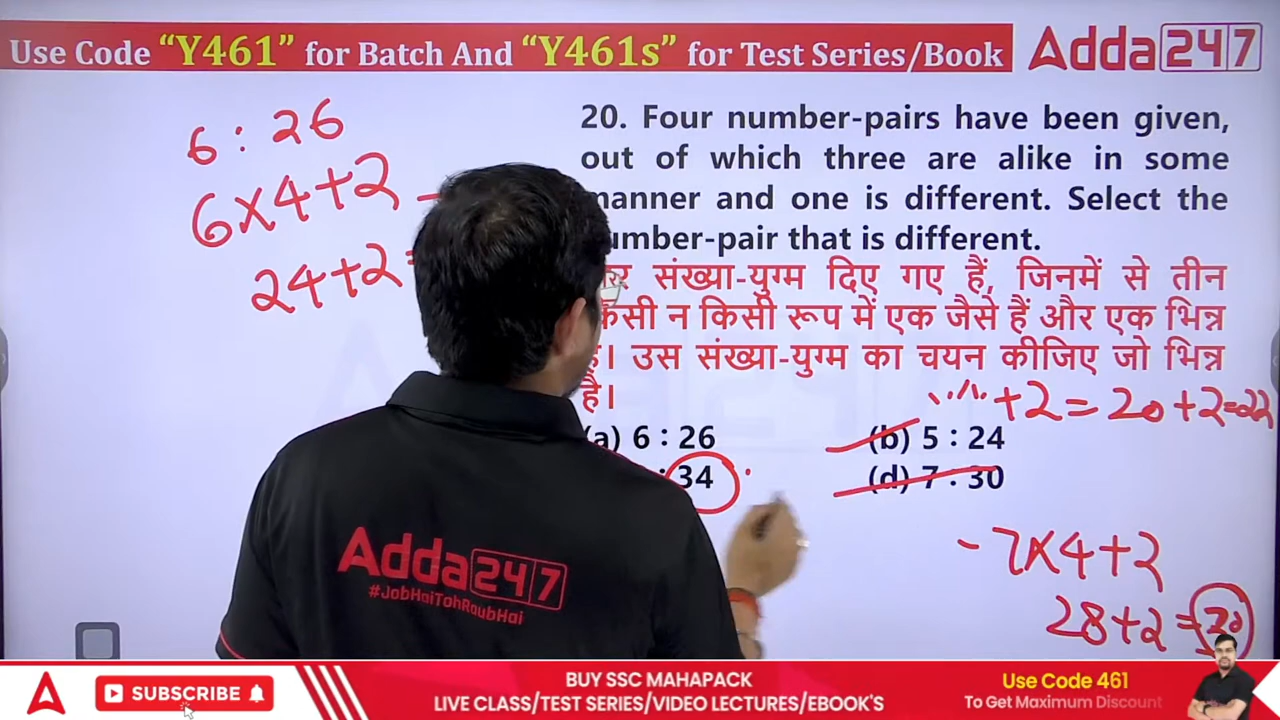 Use Code “Y461” for Batch And “Y461s” for Test Series/Book
Adda247
6 : 26
6×4+2
24+2
20. Four number-pairs have been given,
out of which three are alike in some
manner and one is different. Select the
number-pair that is different.
संख्या-युग्म दिए गए हैं, जिनमें से तीन
किसी न किसी रूप में एक जैसे हैं और एक भिन्न
है। उस संख्या-युग्म का चयन कीजिए जो भिन्न
है।
+2=20+2=22
(a) 6 : 26
(b) 5 : 24
: 34
(d) 7 : 30
7×4+2
28+2=30
Adda247
#JobHaiTohRaubHai
SUBSCRIBE
BUY SSC MAHAPACK
LIVE CLASS/TEST SERIES/VIDEO LECTURES/EBOOK'S
Use Code 461
To Get Maximum Discount